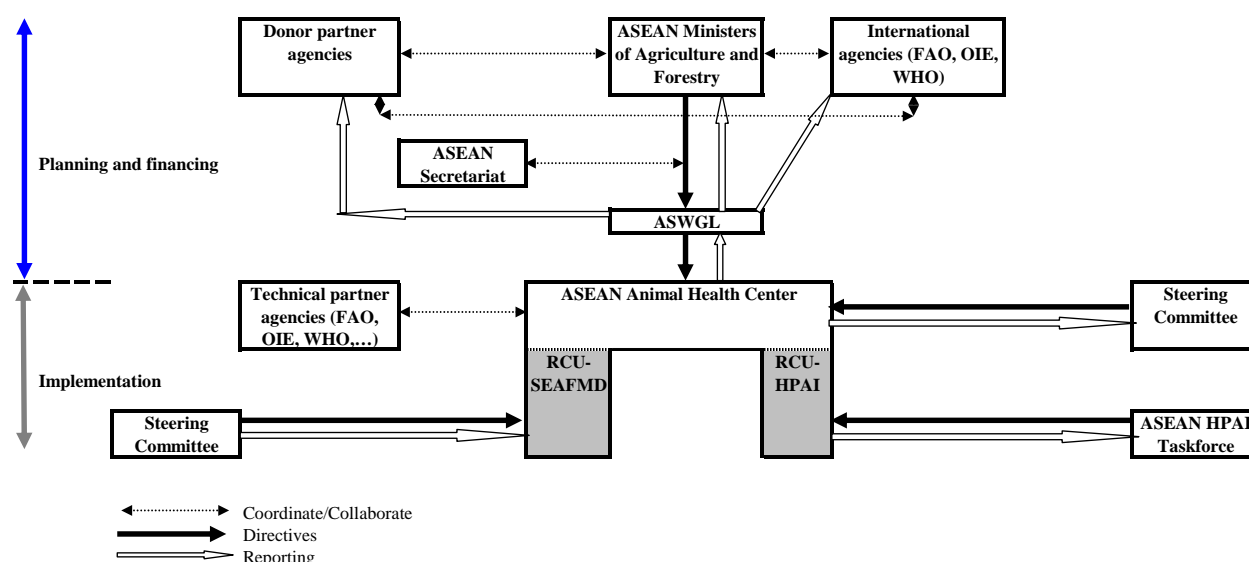 Donor partner
agencies
ASEAN Ministers
of Agriculture and
Forestry
International
agencies (FAO, OIE,
WHO)
Planning and financing
ASEAN
Secretariat
ASWGL
Technical partner
agencies (FAO,
OIE, WHO,…)
ASEAN Animal Health Center
Steering
Committee
RCU-
SEAFMD
RCU-
HPAI
Implementation
Steering
Committee
ASEAN HPAI
Taskforce
Coordinate/Collaborate
Directives
Reporting